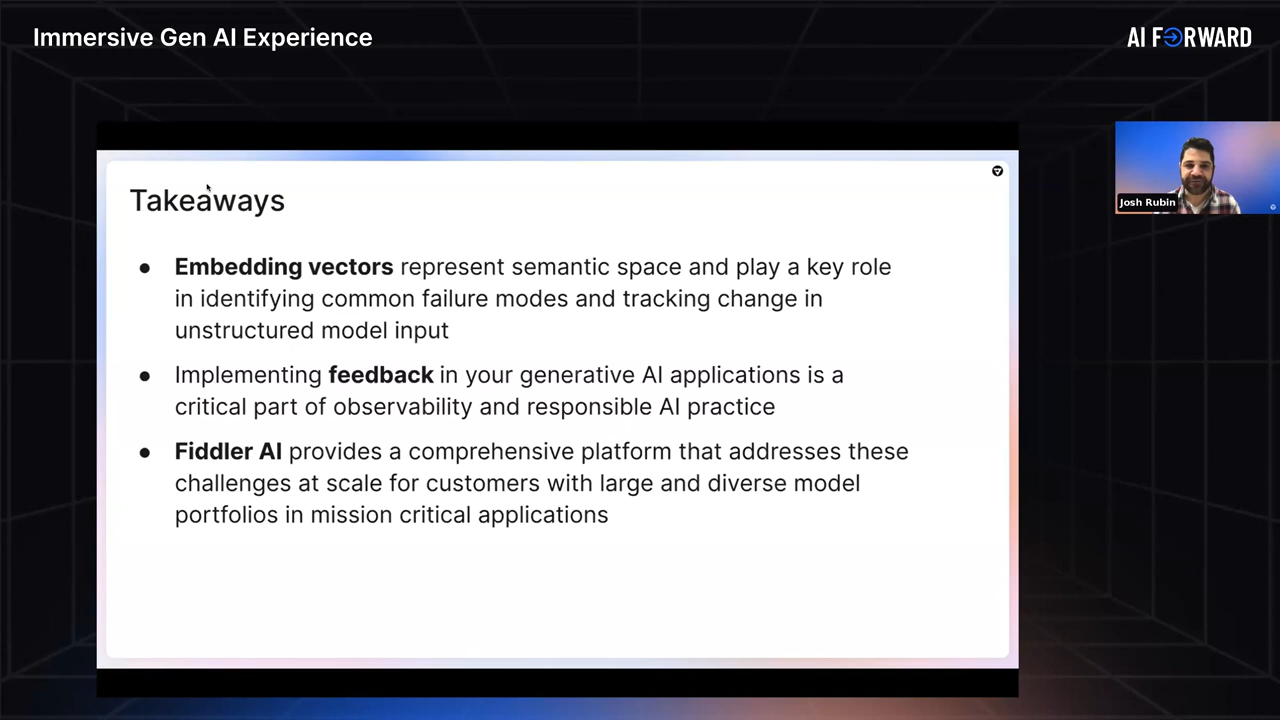 Immersive Gen AI Experience
AI FORWARD
Takeaways
● Embedding vectors represent semantic space and play a key role
in identifying common failure modes and tracking change in
unstructured model input
● Implementing feedback in your generative AI applications is a
critical part of observability and responsible AI practice
● Fiddler AI provides a comprehensive platform that addresses these
challenges at scale for customers with large and diverse model
portfolios in mission critical applications
Josh Rubin